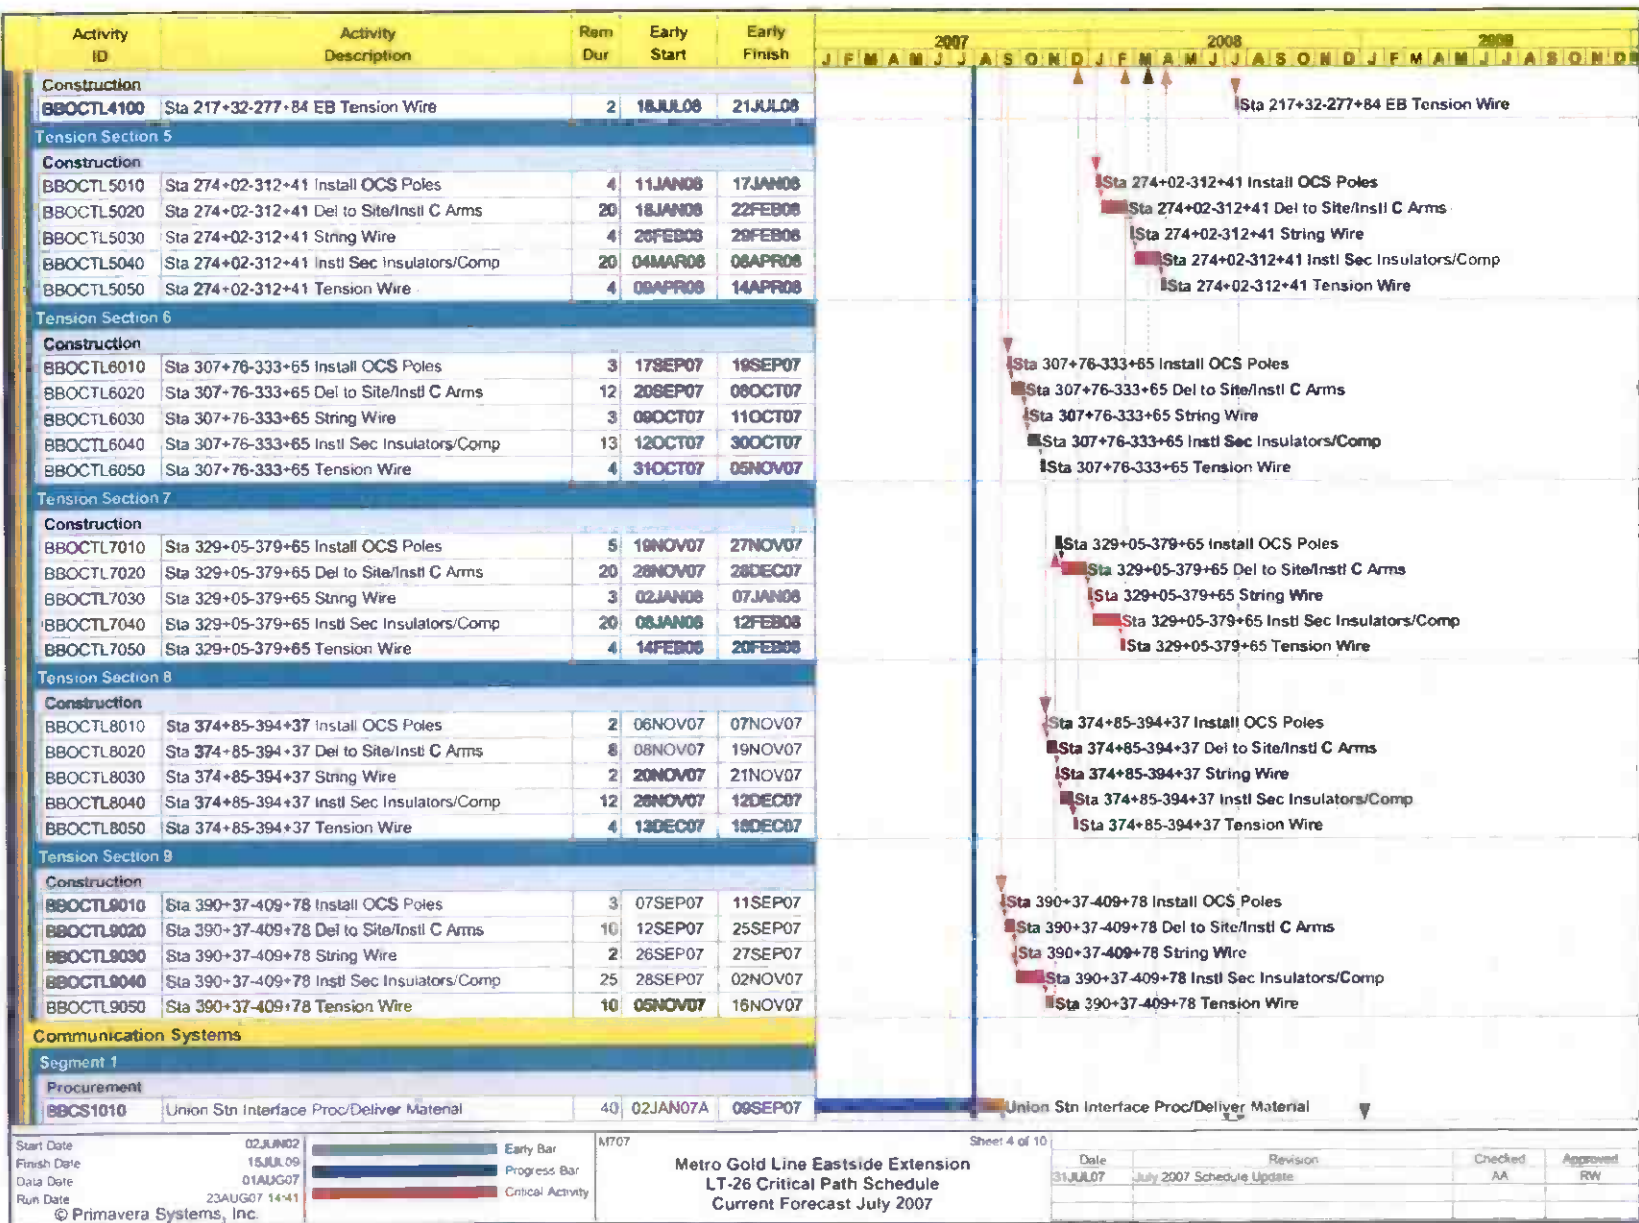 Activity ID Activity Description Rem Dur Early Start Early Finish 2007 2008 2009
J F M A M J J A S O N D J F M A M J J A S O N D J F M A M J J A S O N D
Construction
BBOCTL4100 Sta 217+32-277+84 EB Tension Wire 2 18JUL08 21JUL08 Sta 217+32-277+84 EB Tension Wire
Tension Section 5
Construction
BBOCTL5010 Sta 274+02-312+41 Install OCS Poles 4 11JAN08 17JAN08 Sta 274+02-312+41 Install OCS Poles
BBOCTL5020 Sta 274+02-312+41 Del to Site/Instl C Arms 20 18JAN08 22FEB08 Sta 274+02-312+41 Del to Site/Instl C Arms
BBOCTL5030 Sta 274+02-312+41 String Wire 4 26FEB08 29FEB08 Sta 274+02-312+41 String Wire
BBOCTL5040 Sta 274+02-312+41 Instl Sec Insulators/Comp 20 04MAR08 08APR08 Sta 274+02-312+41 Instl Sec Insulators/Comp
BBOCTL5050 Sta 274+02-312+41 Tension Wire 4 09APR08 14APR08 Sta 274+02-312+41 Tension Wire
Tension Section 6
Construction
BBOCTL6010 Sta 307+76-333+65 Install OCS Poles 3 17SEP07 19SEP07 Sta 307+76-333+65 Install OCS Poles
BBOCTL6020 Sta 307+76-333+65 Del to Site/Instl C Arms 12 20SEP07 08OCT07 Sta 307+76-333+65 Del to Site/Instl C Arms
BBOCTL6030 Sta 307+76-333+65 String Wire 3 09OCT07 11OCT07 Sta 307+76-333+65 String Wire
BBOCTL6040 Sta 307+76-333+65 Instl Sec Insulators/Comp 13 12OCT07 30OCT07 Sta 307+76-333+65 Instl Sec Insulators/Comp
BBOCTL6050 Sta 307+76-333+65 Tension Wire 4 31OCT07 05NOV07 Sta 307+76-333+65 Tension Wire
Tension Section 7
Construction
BBOCTL7010 Sta 329+05-379+65 Install OCS Poles 5 19NOV07 27NOV07 Sta 329+05-379+65 Install OCS Poles
BBOCTL7020 Sta 329+05-379+65 Del to Site/Instl C Arms 20 28NOV07 28DEC07 Sta 329+05-379+65 Del to Site/Instl C Arms
BBOCTL7030 Sta 329+05-379+65 String Wire 3 02JAN08 07JAN08 Sta 329+05-379+65 String Wire
BBOCTL7040 Sta 329+05-379+65 Instl Sec Insulators/Comp 20 08JAN08 12FEB08 Sta 329+05-379+65 Instl Sec Insulators/Comp
BBOCTL7050 Sta 329+05-379+65 Tension Wire 4 14FEB08 20FEB08 Sta 329+05-379+65 Tension Wire
Tension Section 8
Construction
BBOCTL8010 Sta 374+85-394+37 Install OCS Poles 2 06NOV07 07NOV07 Sta 374+85-394+37 Install OCS Poles
BBOCTL8020 Sta 374+85-394+37 Del to Site/Instl C Arms 8 08NOV07 19NOV07 Sta 374+85-394+37 Del to Site/Instl C Arms
BBOCTL8030 Sta 374+85-394+37 String Wire 2 20NOV07 21NOV07 Sta 374+85-394+37 String Wire
BBOCTL8040 Sta 374+85-394+37 Instl Sec Insulators/Comp 12 26NOV07 12DEC07 Sta 374+85-394+37 Instl Sec Insulators/Comp
BBOCTL8050 Sta 374+85-394+37 Tension Wire 4 13DEC07 18DEC07 Sta 374+85-394+37 Tension Wire
Tension Section 9
Construction
BBOCTL9010 Sta 390+37-409+78 Install OCS Poles 3 07SEP07 11SEP07 Sta 390+37-409+78 Install OCS Poles
BBOCTL9020 Sta 390+37-409+78 Del to Site/Instl C Arms 10 12SEP07 25SEP07 Sta 390+37-409+78 Del to Site/Instl C Arms
BBOCTL9030 Sta 390+37-409+78 String Wire 2 26SEP07 27SEP07 Sta 390+37-409+78 String Wire
BBOCTL9040 Sta 390+37-409+78 Instl Sec Insulators/Comp 25 28SEP07 02NOV07 Sta 390+37-409+78 Instl Sec Insulators/Comp
BBOCTL9050 Sta 390+37-409+78 Tension Wire 10 05NOV07 16NOV07 Sta 390+37-409+78 Tension Wire
Communication Systems
Segment 1
Procurement
BBCS1010 Union Stn Interface Proc/Deliver Material 40 02JAN07A 09SEP07 Union Stn Interface Proc/Deliver Material
Start Date 02JUN02
Finish Date 15JUL09
Data Date 01AUG07
Run Date 23AUG07 14:41
© Primavera Systems, Inc.
Early Bar
Progress Bar
Critical Activity
M707
Sheet 4 of 10
Metro Gold Line Eastside Extension
LT-26 Critical Path Schedule
Current Forecast July 2007
Date Revision Checked Approved
31JUL07 July 2007 Schedule Update AA RW